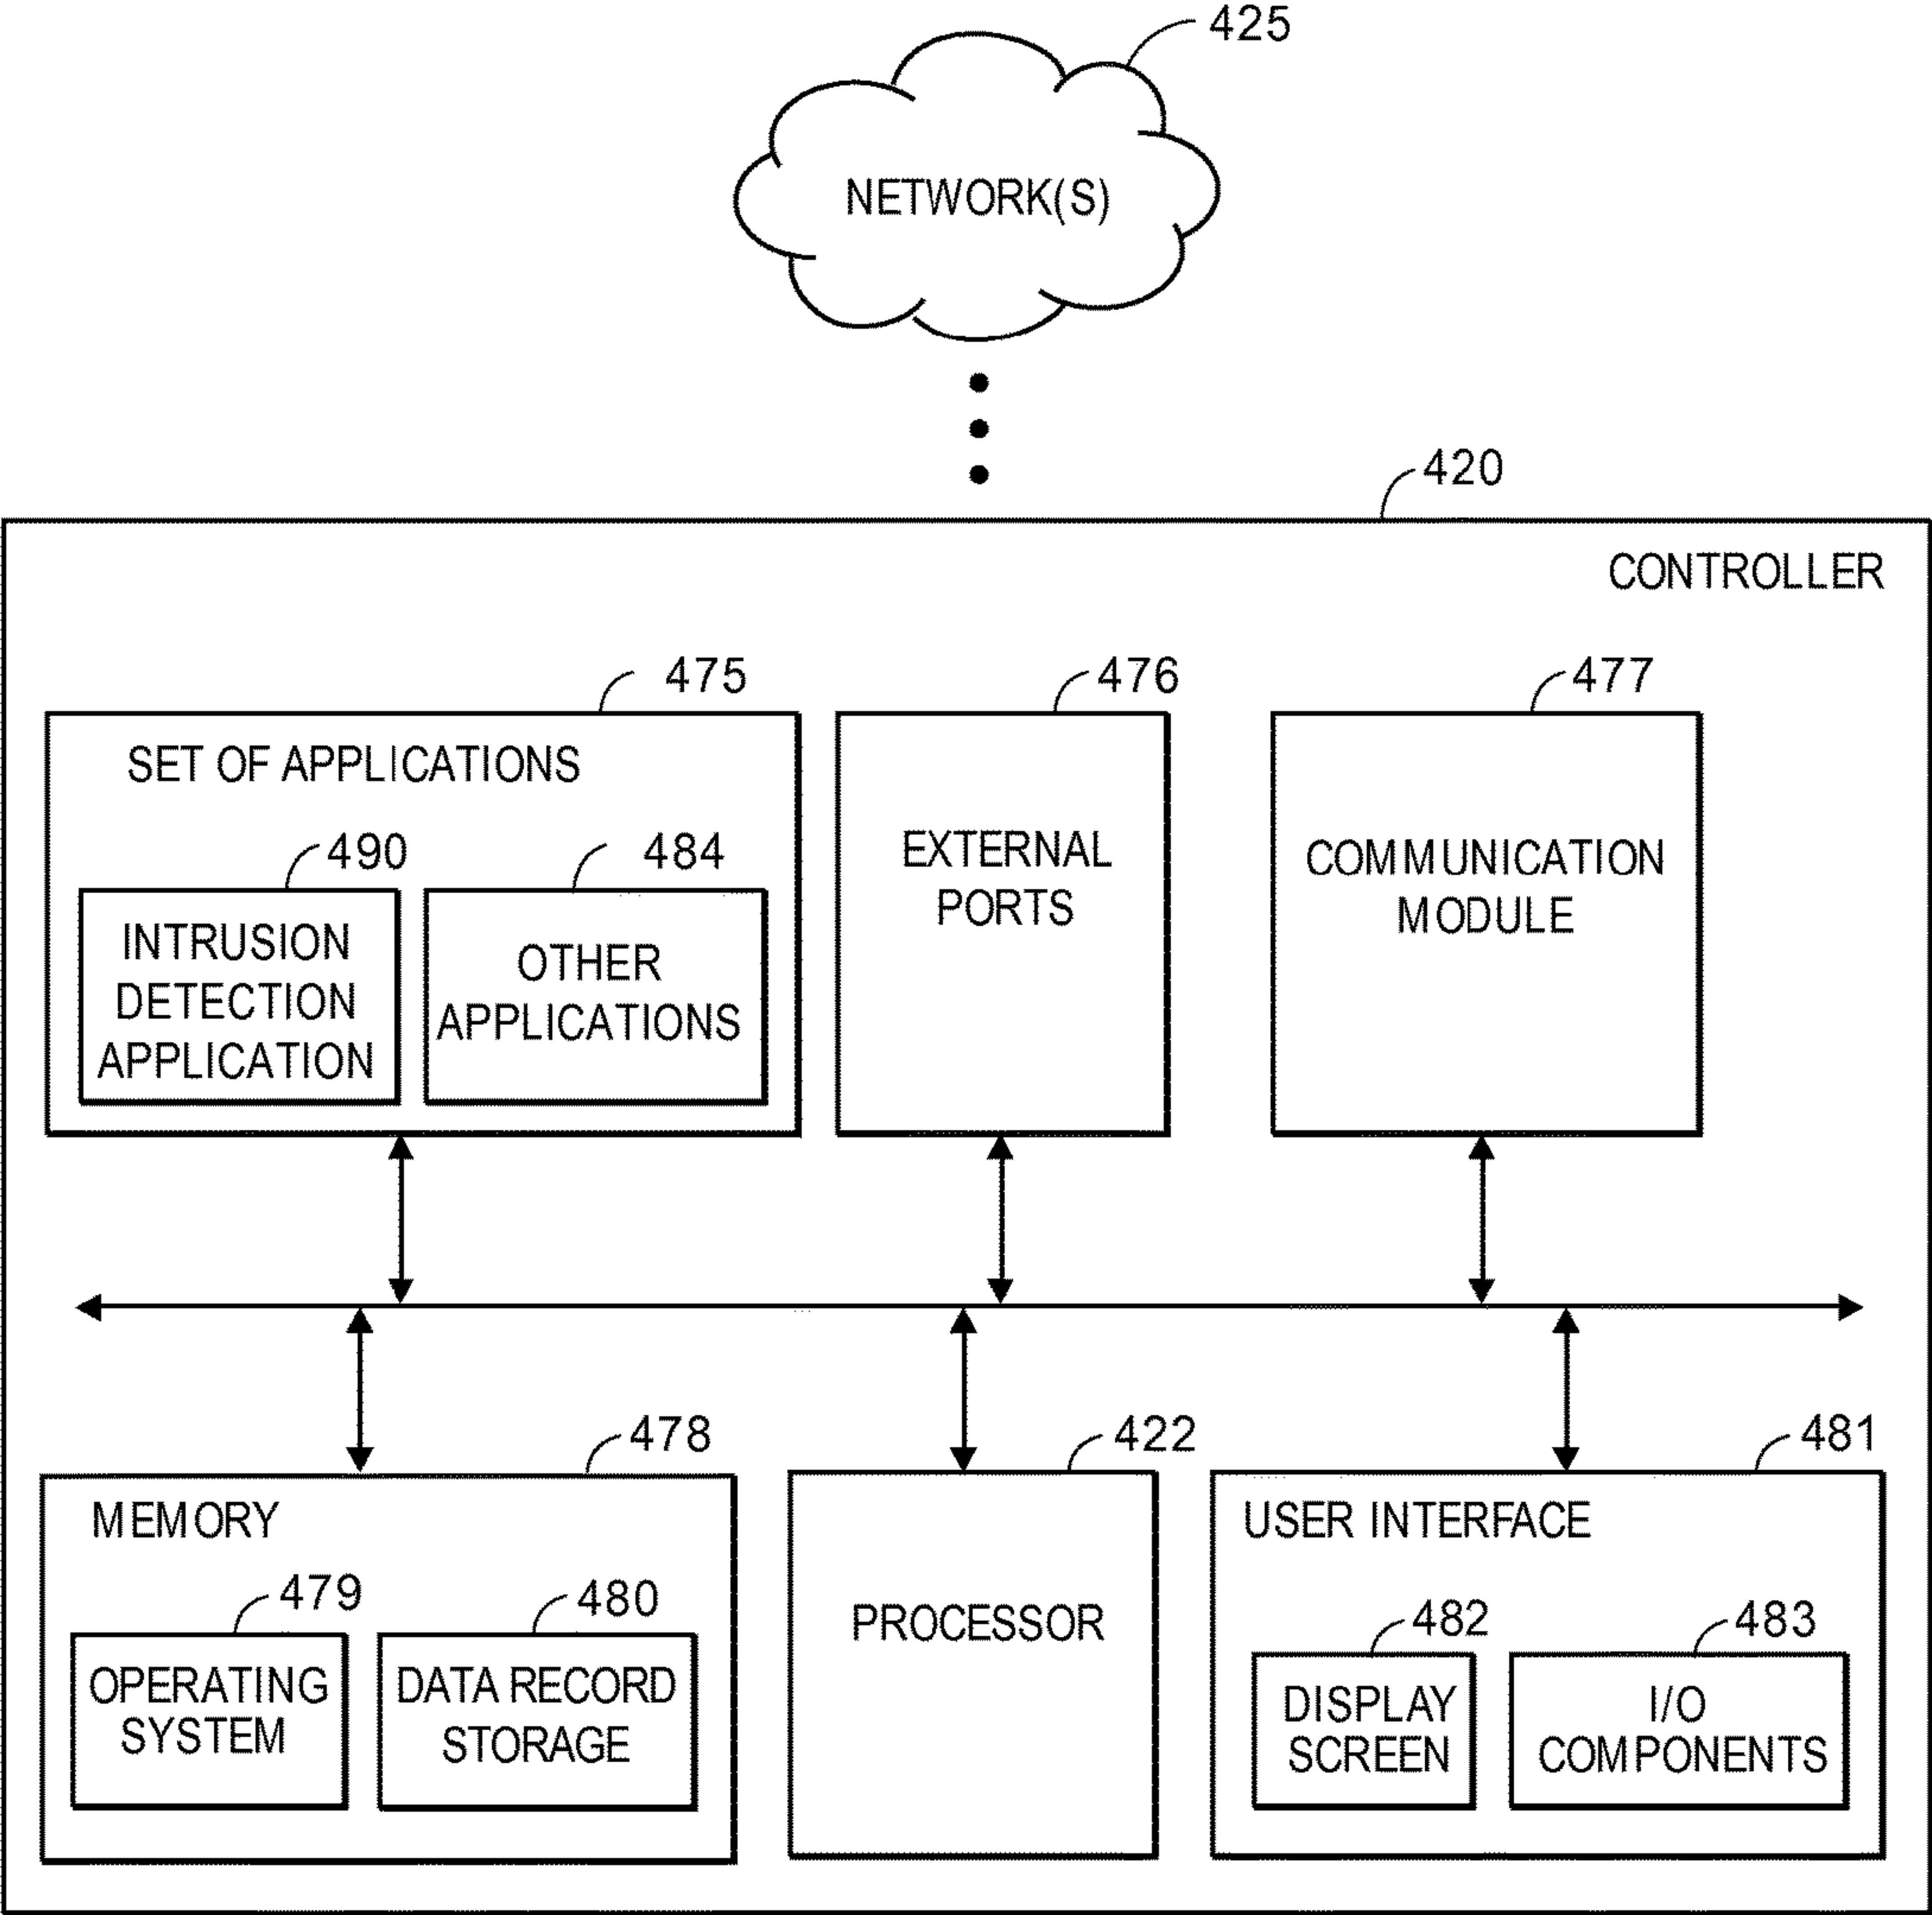 425
NETWORK(S)
420
CONTROLLER
475
SET OF APPLICATIONS
490
INTRUSION
DETECTION
APPLICATION
484
OTHER
APPLICATIONS
476
EXTERNAL
PORTS
477
COMMUNICATION
MODULE
478
MEMORY
479
OPERATING
SYSTEM
480
DATA RECORD
STORAGE
422
PROCESSOR
481
USER INTERFACE
482
DISPLAY
SCREEN
483
I/O
COMPONENTS